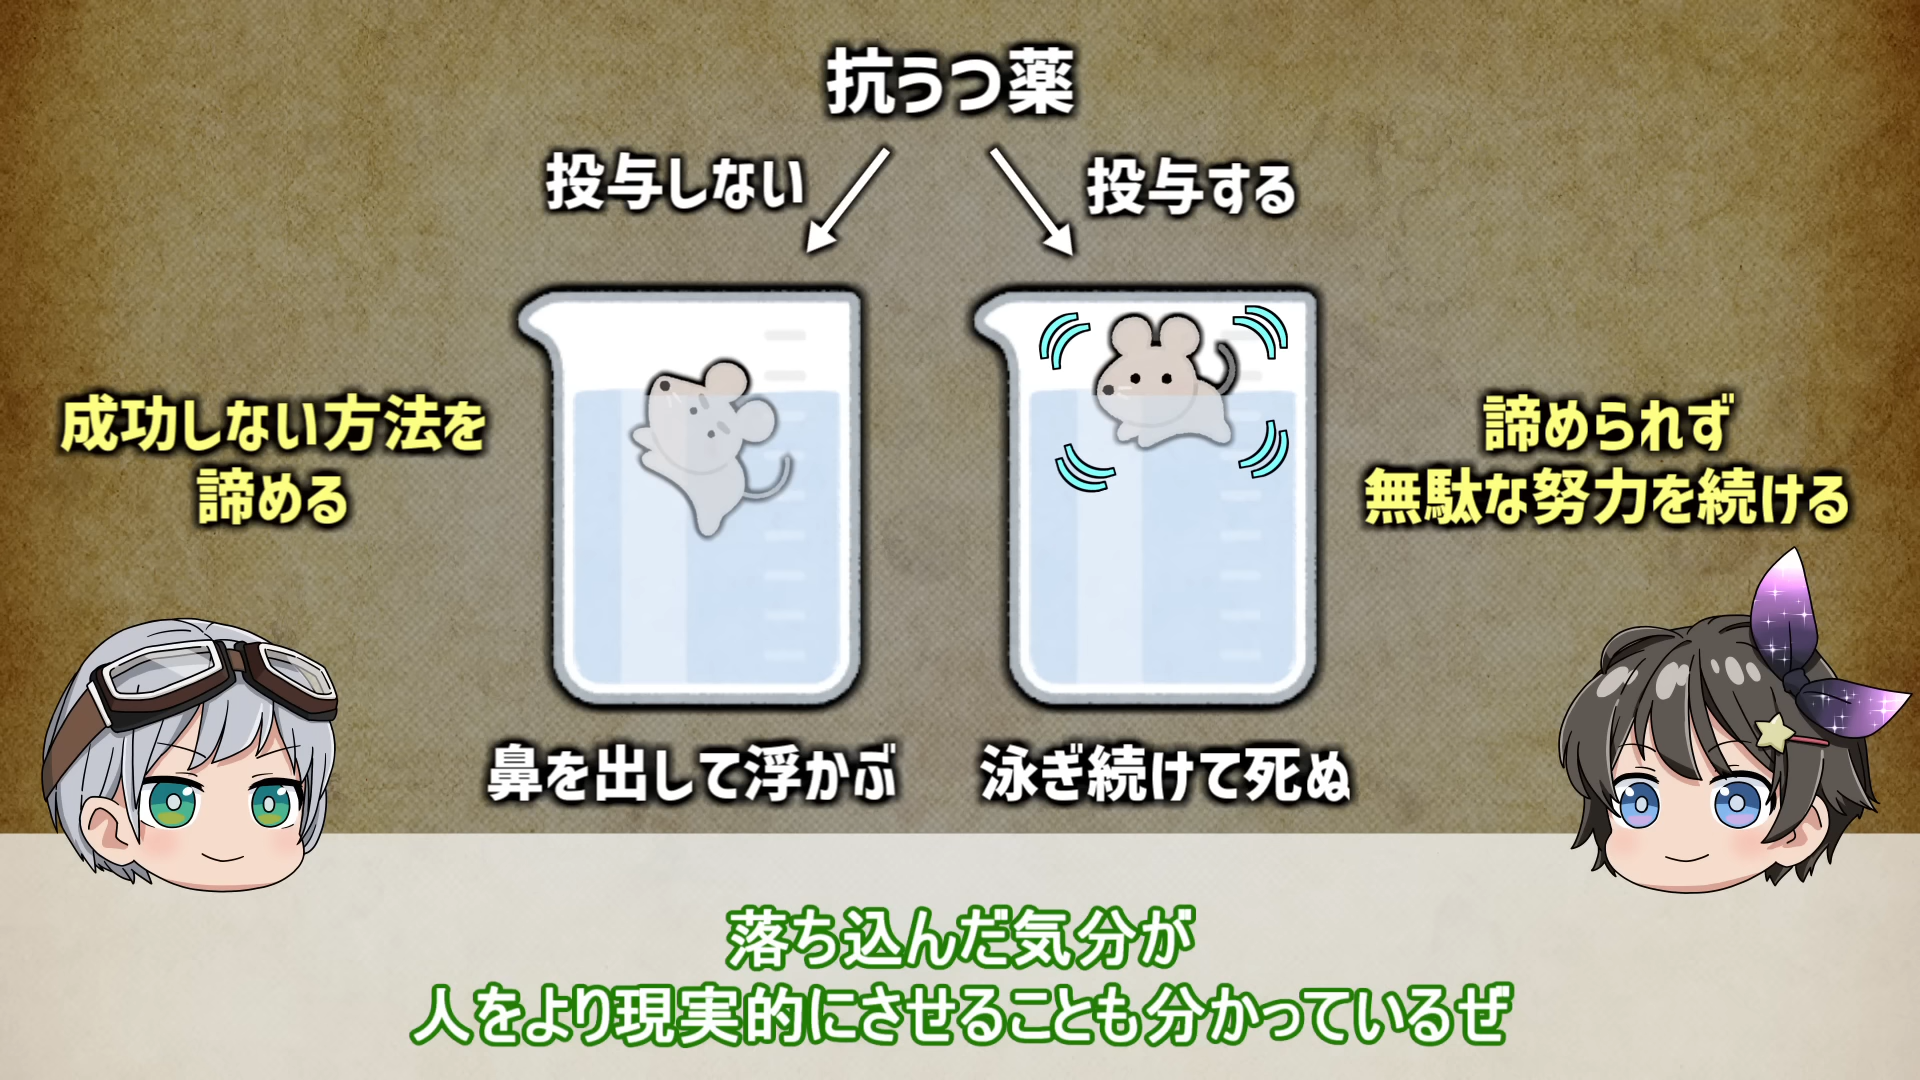 抗うつ薬
投与しない
投与する
成功しない方法を
諦める
諦められず
無駄な努力を続ける
鼻を出して浮かぶ
泳ぎ続けて死ぬ
落ち込んだ気分が
人をより現実的にさせることも分かっているぜ